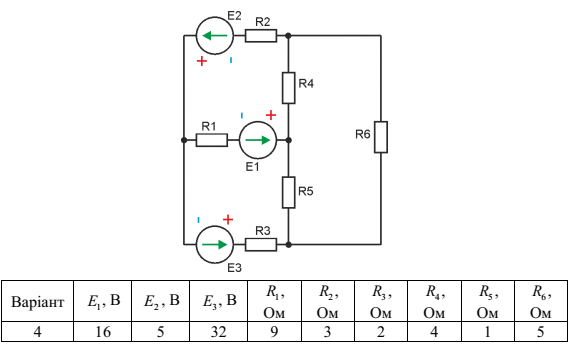 E2
R2
+ -
R4
- +
R1
R6
E1
R5
- +
R3
E3
Варіант E₁, В E₂, В E₃, В R₁, Ом R₂, Ом R₃, Ом R₄, Ом R₅, Ом R₆, Ом
4 16 5 32 9 3 2 4 1 5